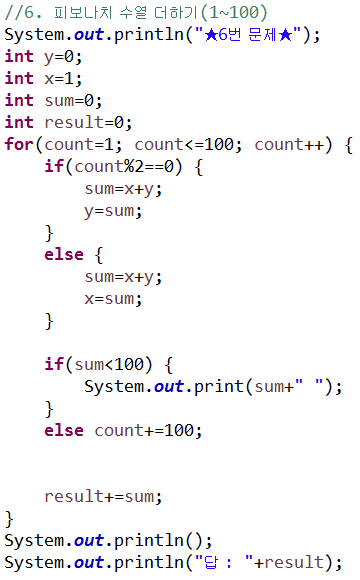 //6. 피보나치 수열 더하기(1~100)
System.out.println("★6번 문제★");
int y=0;
int x=1;
int sum=0;
int result=0;
for(count=1; count<=100; count++) {
if(count%2==0) {
sum=x+y;
y=sum;
}
else {
sum=x+y;
x=sum;
}
if(sum<100) {
System.out.print(sum+" ");
}
else count+=100;
result+=sum;
}
System.out.println();
System.out.println("답 : "+result);